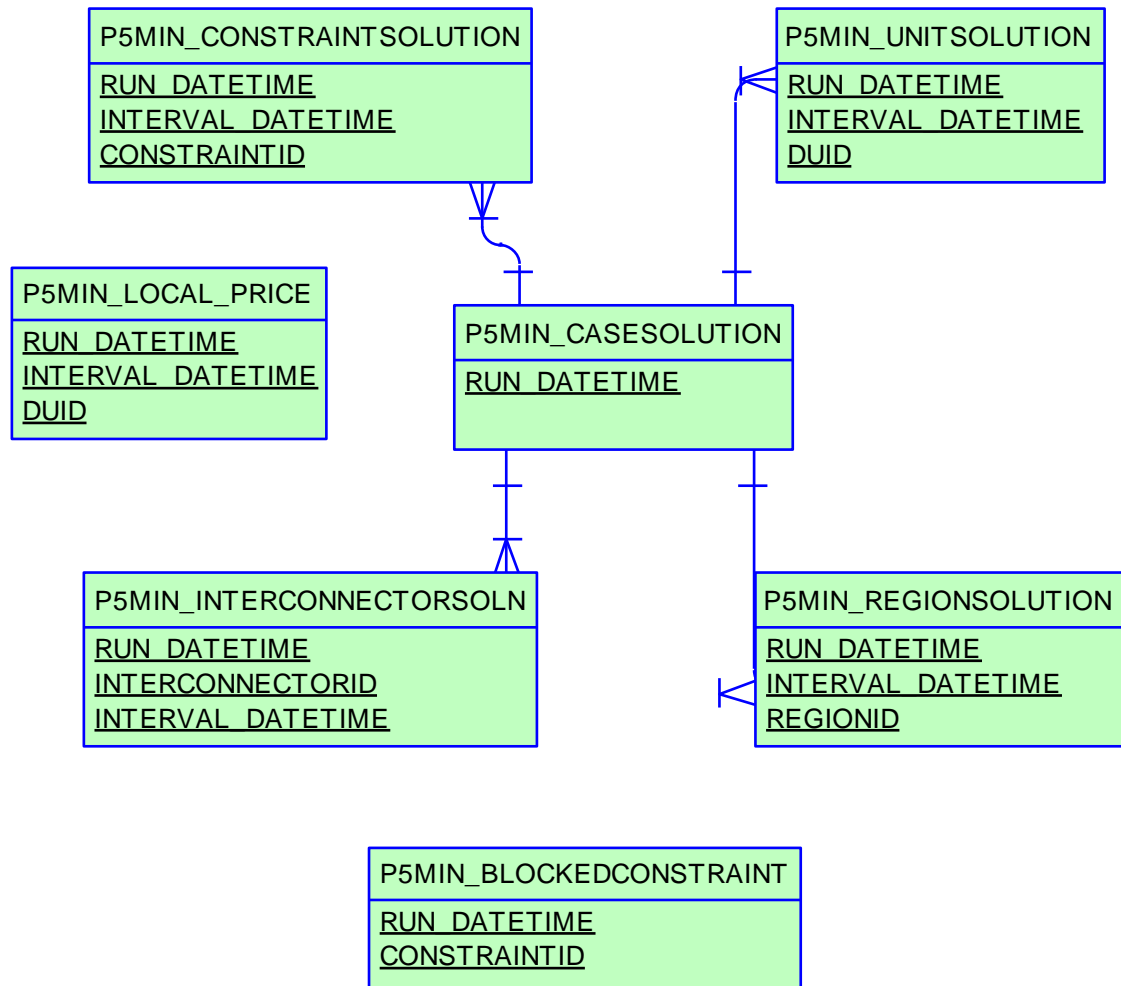 P5MIN_CONSTRAINTSOLUTION
RUN_DATETIME
INTERVAL_DATETIME
CONSTRAINTID
P5MIN_UNITSOLUTION
RUN_DATETIME
INTERVAL_DATETIME
DUID
P5MIN_LOCAL_PRICE
RUN_DATETIME
INTERVAL_DATETIME
DUID
P5MIN_CASESOLUTION
RUN_DATETIME
P5MIN_INTERCONNECTORSOLN
RUN_DATETIME
INTERCONNECTORID
INTERVAL_DATETIME
P5MIN_REGIONSOLUTION
RUN_DATETIME
INTERVAL_DATETIME
REGIONID
P5MIN_BLOCKEDCONSTRAINT
RUN_DATETIME
CONSTRAINTID